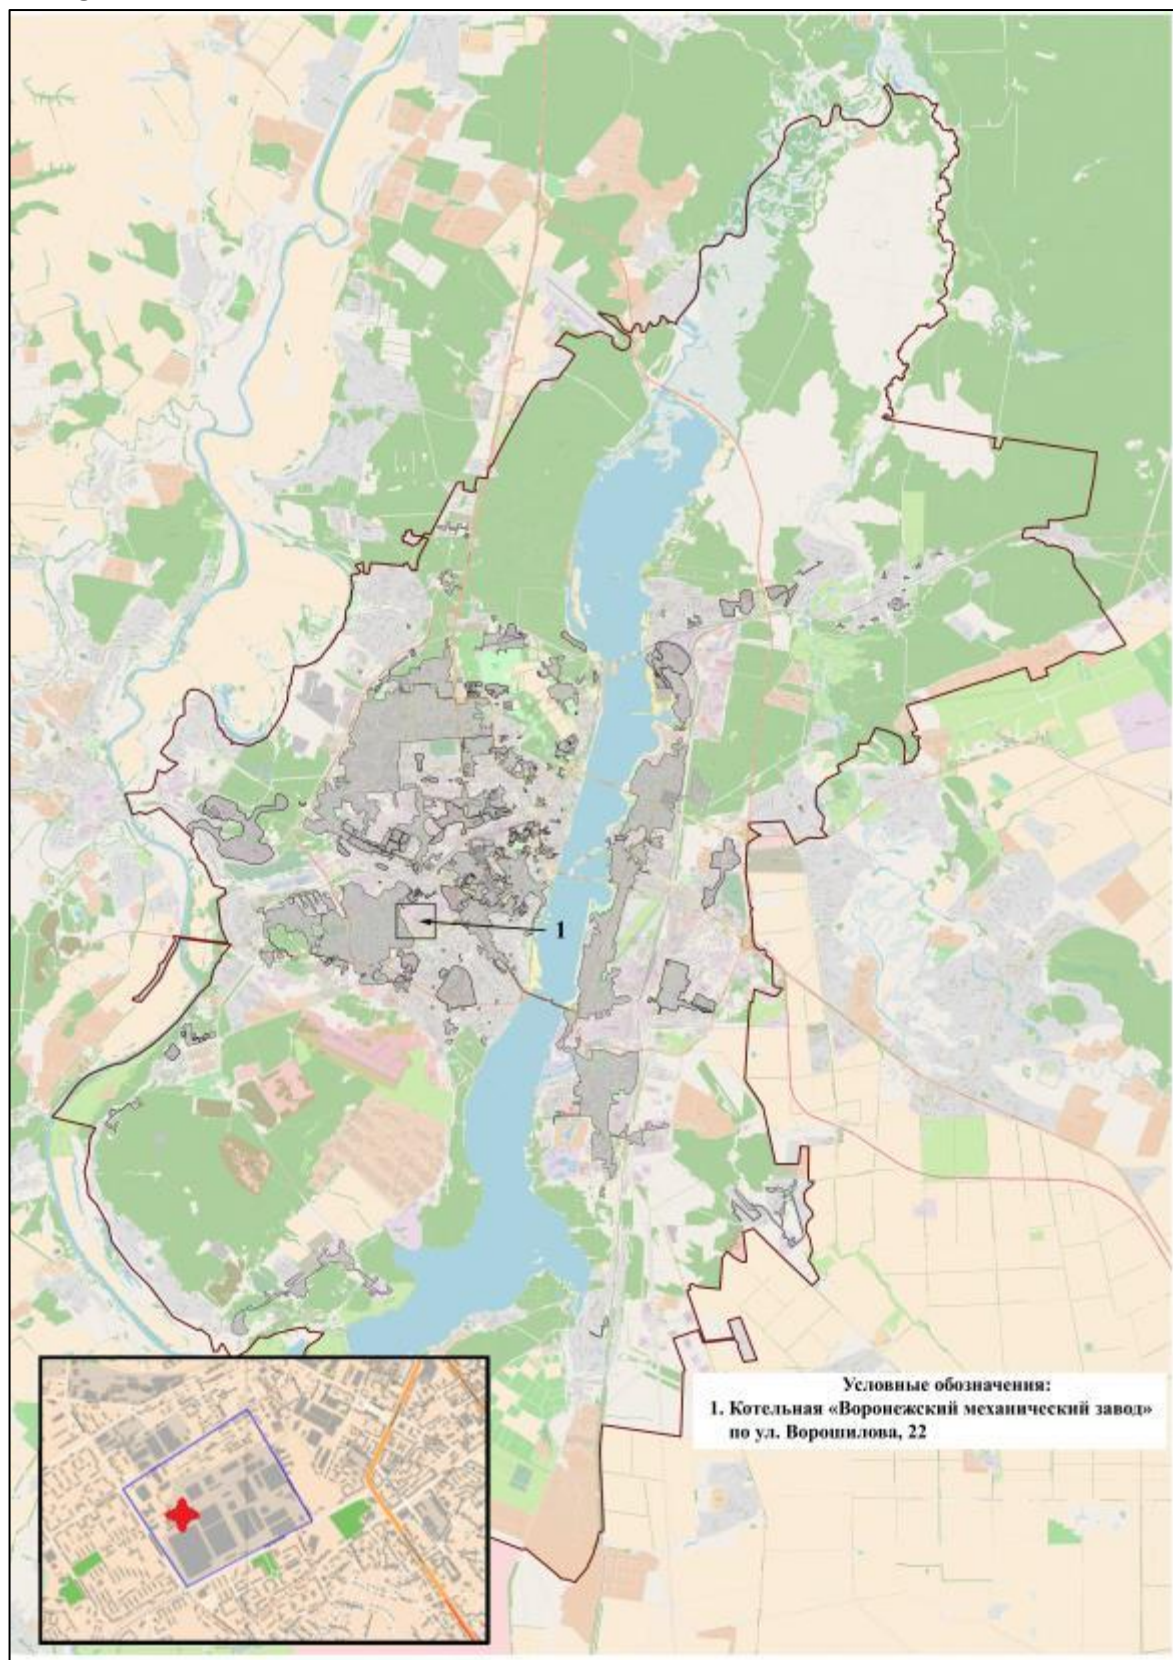 1
Условные обозначения:
1. Котельная «Воронежский механический завод»
по ул. Ворошилова, 22